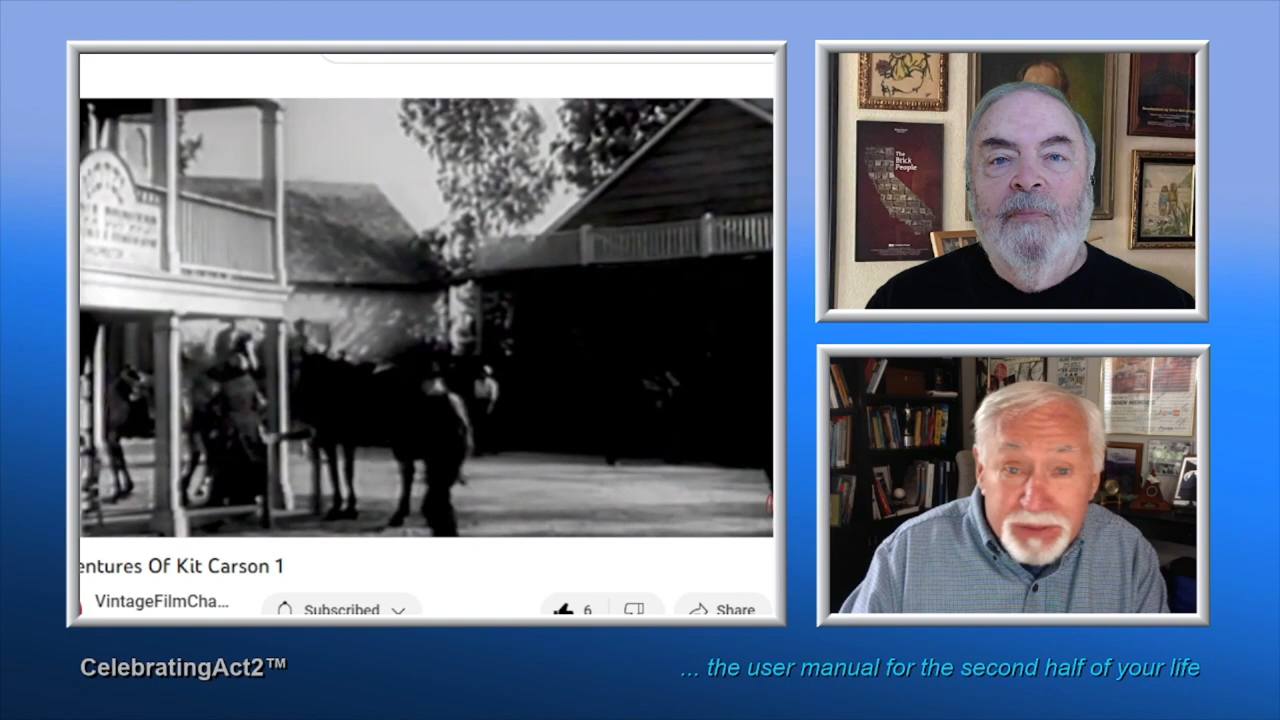 The
Brick
People
entures Of Kit Carson 1
VintageFilmCha...
Subscribed
6
Share
CelebratingAct2™
... the user manual for the second half of your life